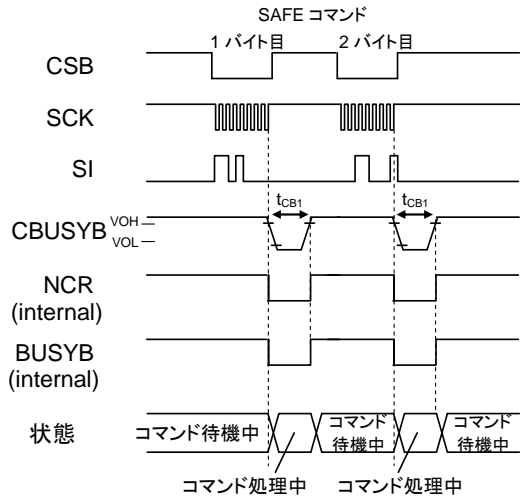 SAFE コマンド
1 バイト目
2 バイト目
CSB
SCK
SI
tCB1
tCB1
CBUSYB
VOH
VOL
NCR
(internal)
BUSYB
(internal)
状態
コマンド待機中
コマンド
待機中
コマンド
待機中
コマンド処理中
コマンド処理中